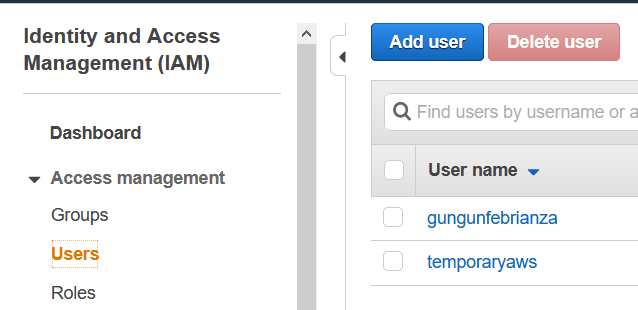 Identity and Access
Management (IAM)
Dashboard
Access management
Groups
Users
Roles
Add user
Delete user
Find users by username or a
User name
gungunfebrianza
temporaryaws